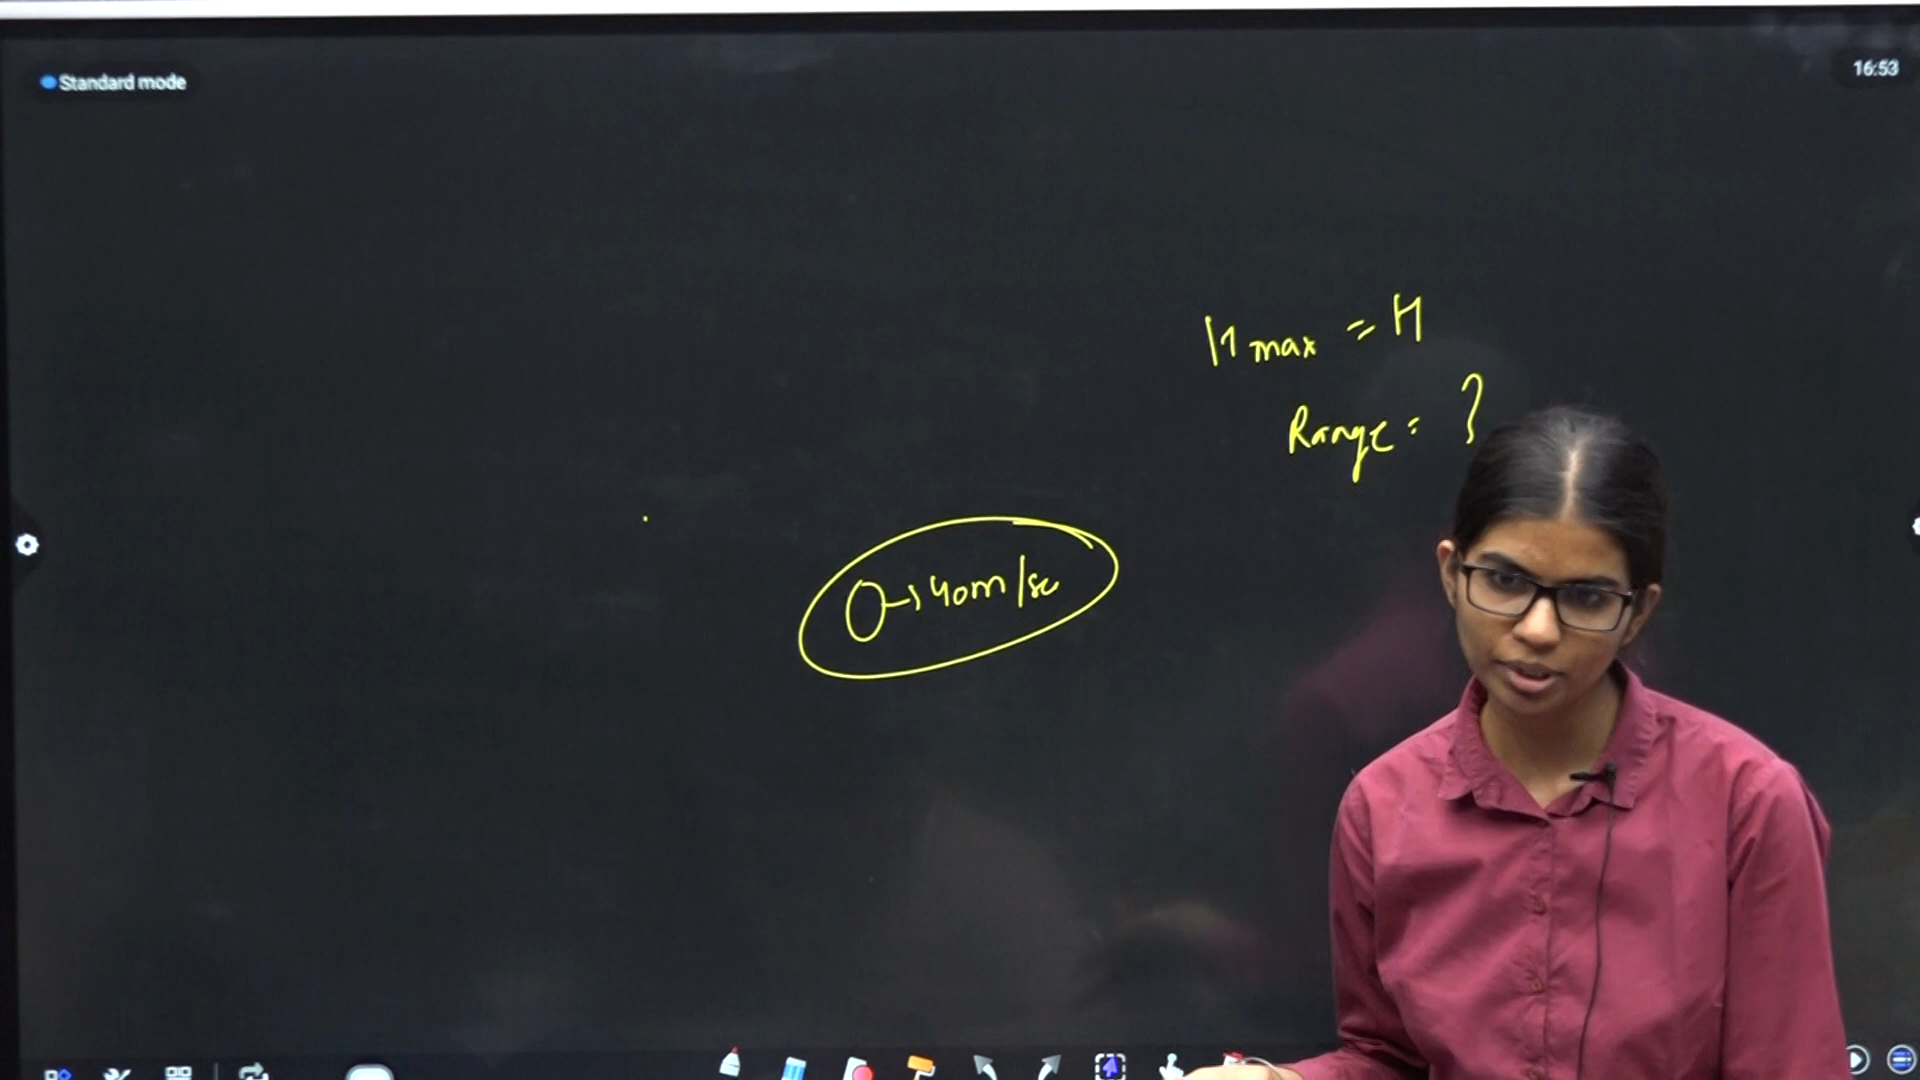 Standard mode
16:53
Hmax = H
Range = ?
0→40m/sec